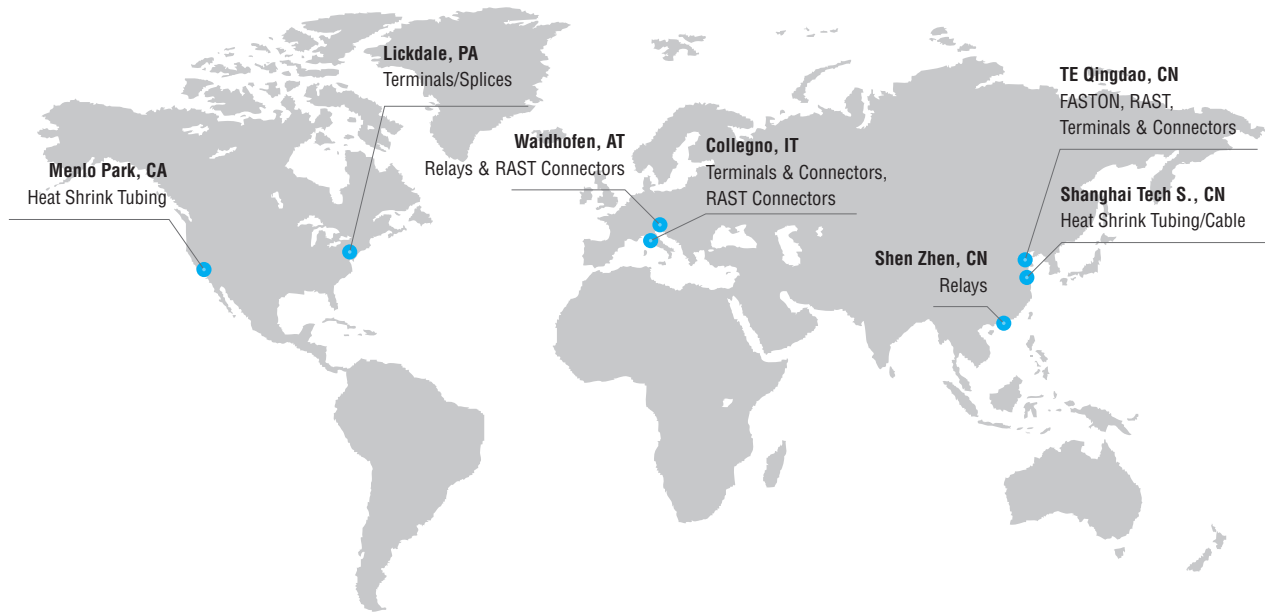 Lickdale, PA
Terminals/Splices
Menlo Park, CA
Heat Shrink Tubing
Waidhofen, AT
Relays & RAST Connectors
Collegno, IT
Terminals & Connectors,
RAST Connectors
TE Qingdao, CN
FASTON, RAST,
Terminals & Connectors
Shanghai Tech S., CN
Heat Shrink Tubing/Cable
Shen Zhen, CN
Relays